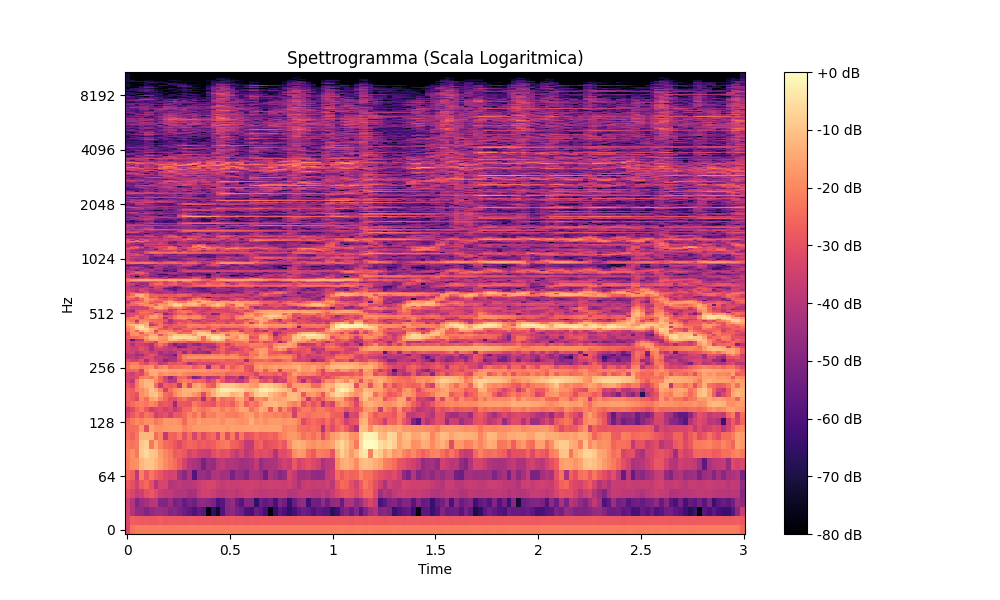 Spettrogramma (Scala Logaritmica)
Hz
8192
4096
2048
1024
512
256
128
64
0
0 0.5 1 1.5 2 2.5 3
Time
+0 dB
-10 dB
-20 dB
-30 dB
-40 dB
-50 dB
-60 dB
-70 dB
-80 dB